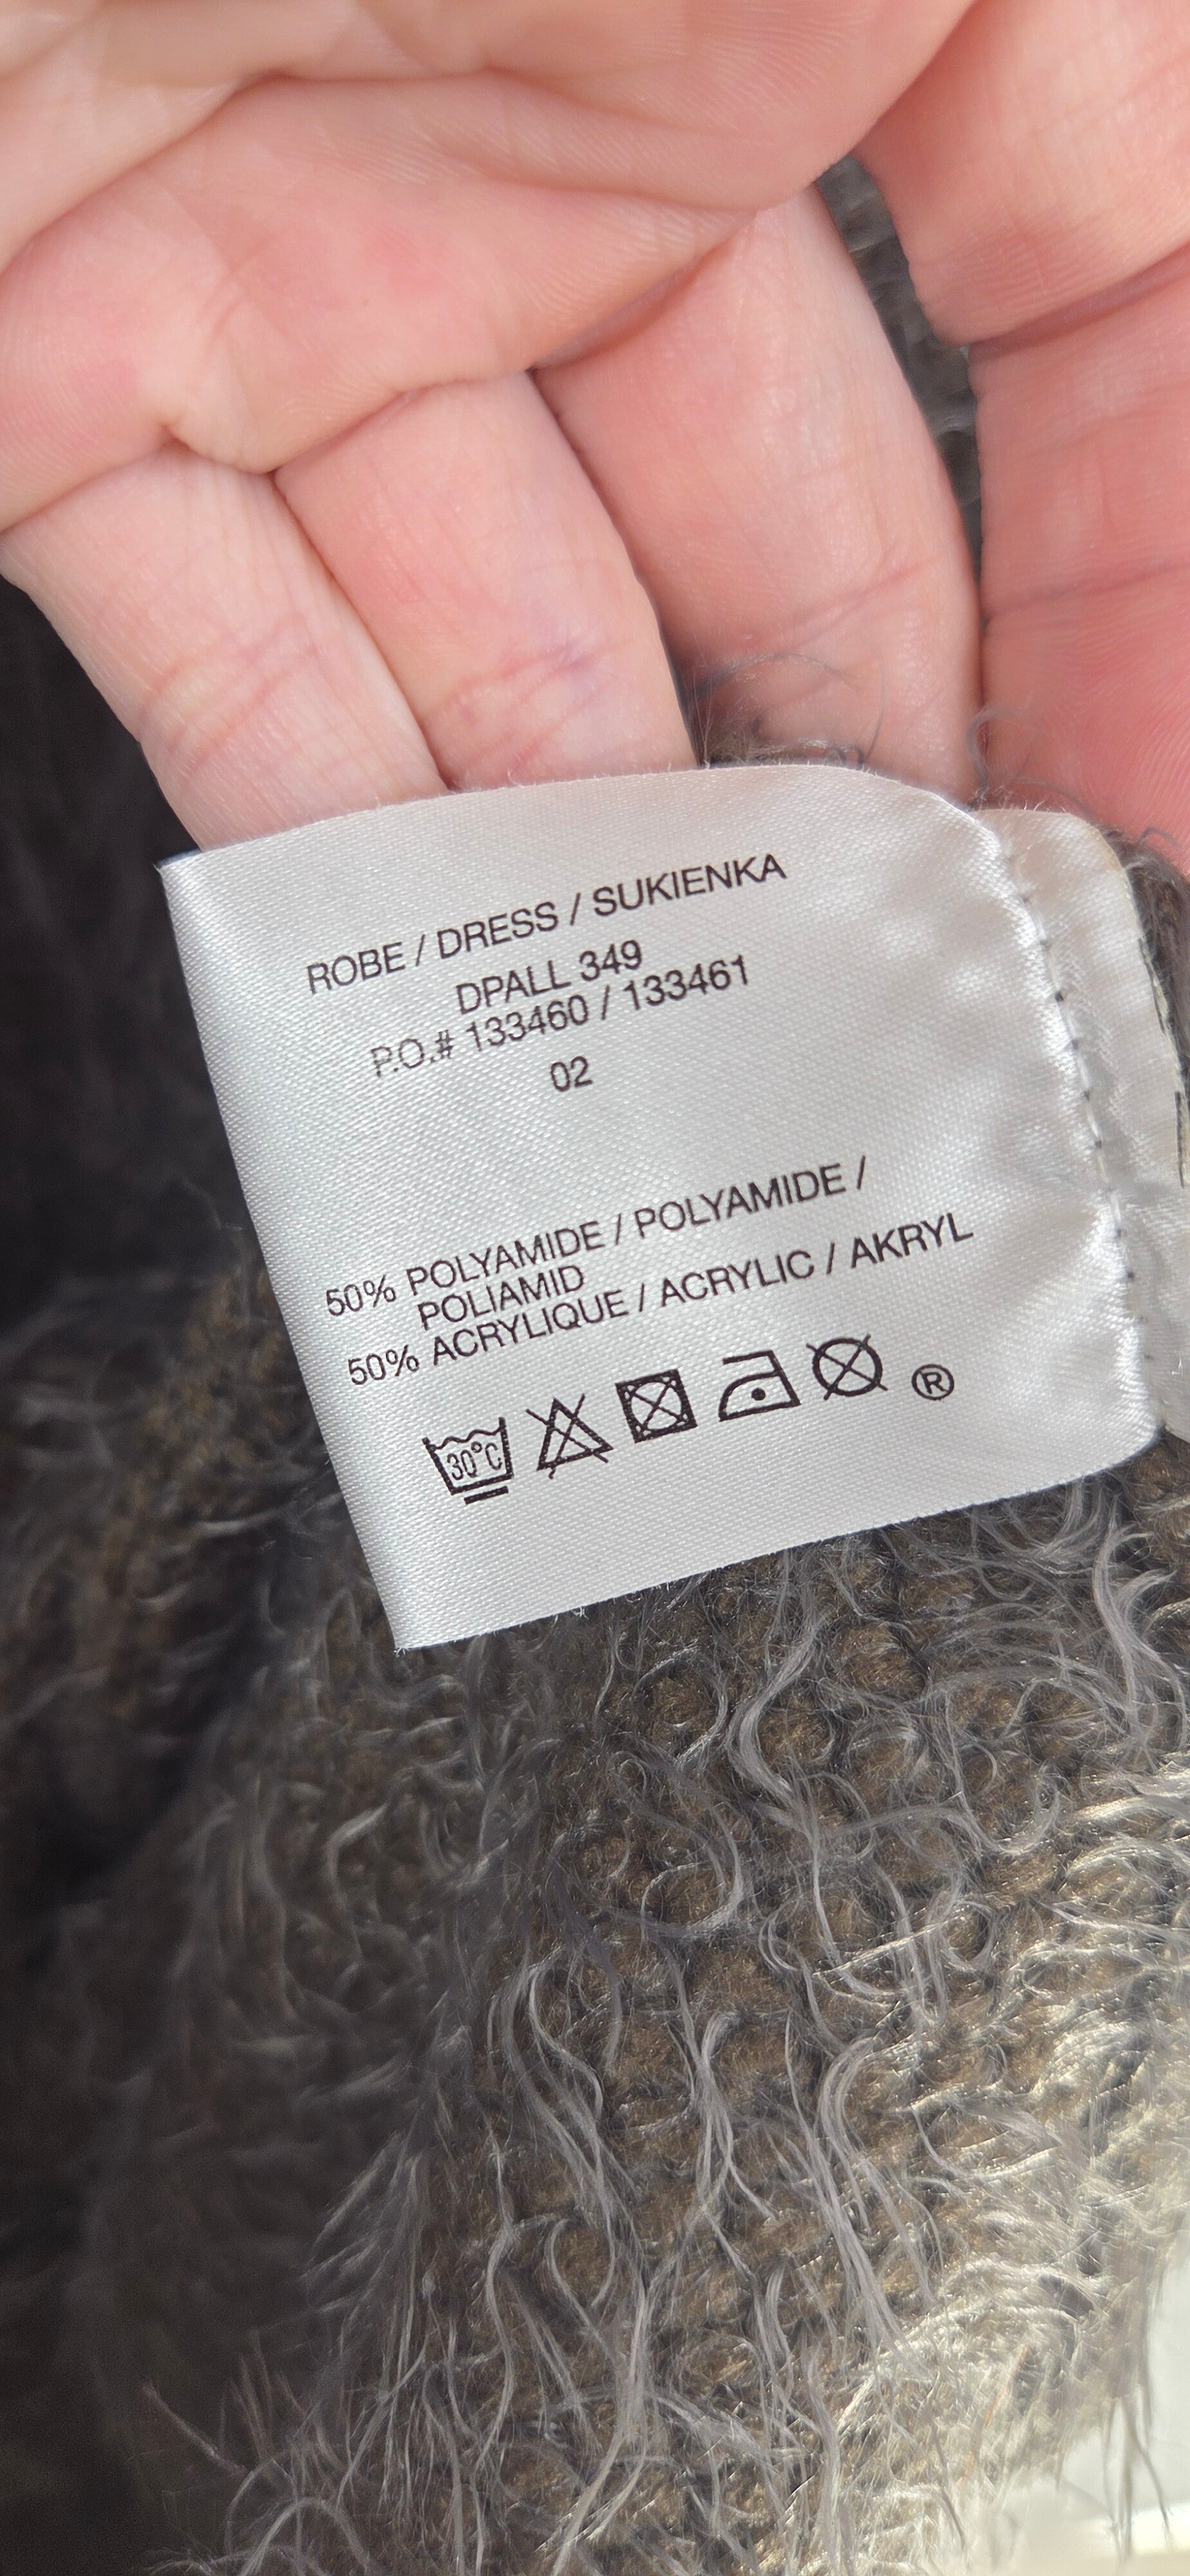 ROBE / DRESS / SUKIENKA
DPALL 349
P.O.# 133460 / 133461
02
50% POLYAMIDE / POLYAMIDE /
POLIAMID
50% ACRYLIQUE / ACRYLIC / AKRYL
30°C ®